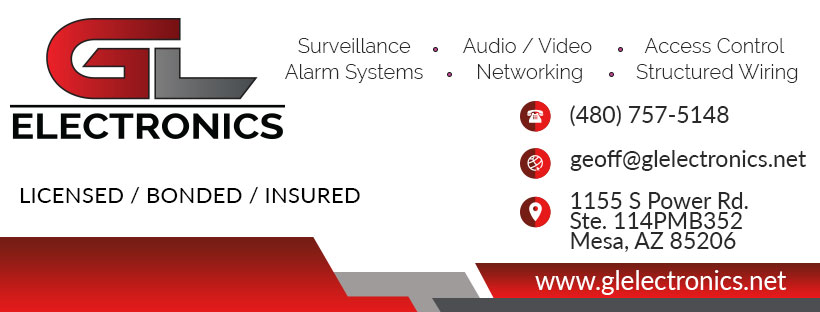 GL
ELECTRONICS
Surveillance • Audio / Video • Access Control
Alarm Systems • Networking • Structured Wiring
(480) 757-5148
geoff@glelectronics.net
LICENSED / BONDED / INSURED
1155 S Power Rd.
Ste. 114PMB352
Mesa, AZ 85206
www.glelectronics.net